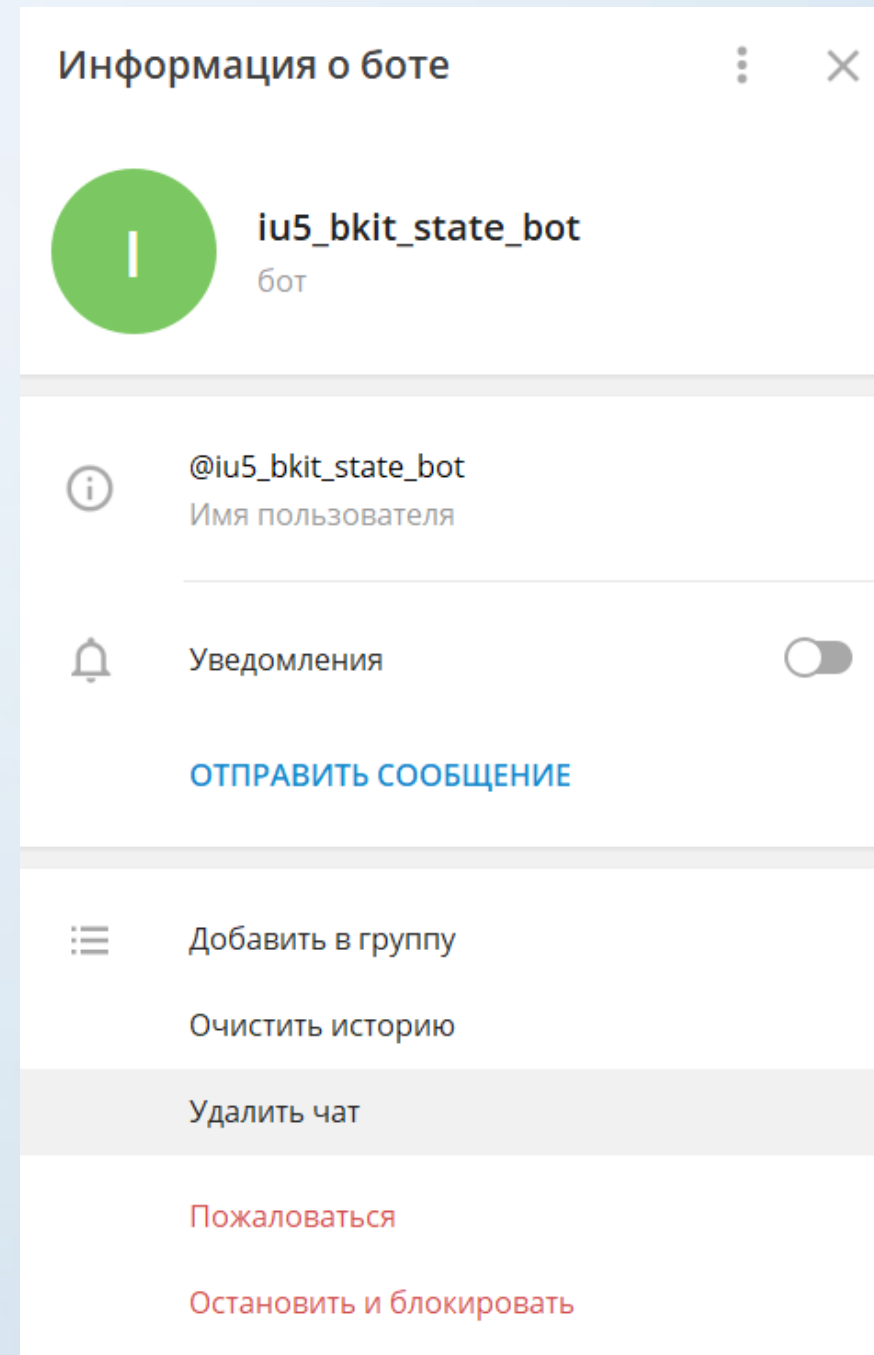 Информация о боте
I
iu5_bkit_state_bot
бот
@iu5_bkit_state_bot
Имя пользователя
Уведомления
ОТПРАВИТЬ СООБЩЕНИЕ
Добавить в группу
Очистить историю
Удалить чат
Пожаловаться
Остановить и блокировать